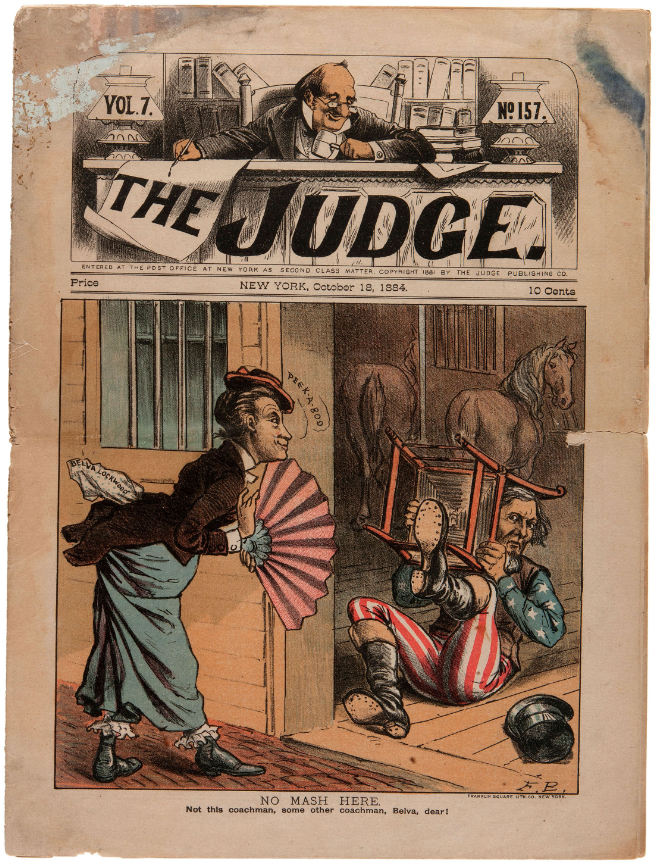 VOL. 7.
No 157.
THE JUDGE.
ENTERED AT THE POST OFFICE AT NEW YORK AS SECOND CLASS MATTER. COPYRIGHT 1881 BY THE JUDGE PUBLISHING CO.
Price
NEW YORK, October 18, 1884.
10 Cents
PEEK-A-BOO
BELVA LOCKWOOD
F. B.
FRANKLIN SQUARE LITH. CO. NEW YORK.
NO MASH HERE.
Not this coachman, some other coachman, Belva, dear!